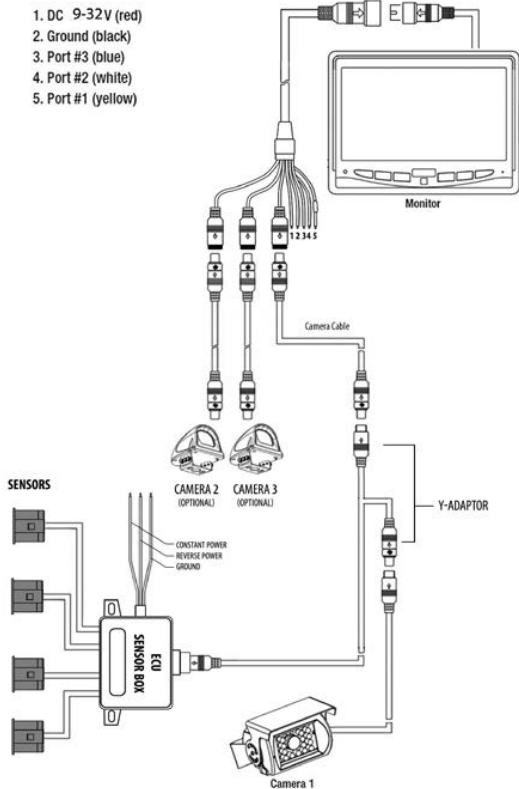 1. DC 9-32V (red)
2. Ground (black)
3. Port #3 (blue)
4. Port #2 (white)
5. Port #1 (yellow)
Monitor
1 2 3 4 5
Camera Cable
CAMERA 2
(OPTIONAL)
CAMERA 3
(OPTIONAL)
Y-ADAPTOR
SENSORS
CONSTANT POWER
REVERSE POWER
GROUND
ECU
SENSOR BOX
Camera 1